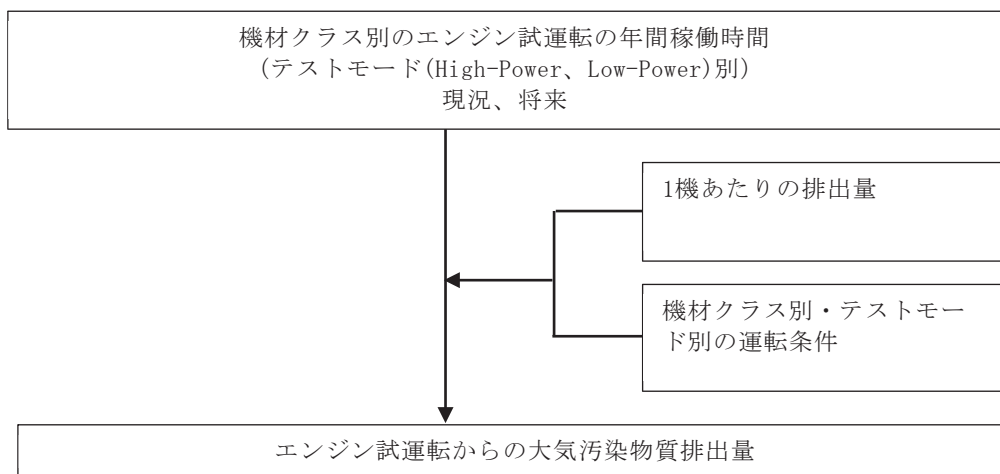 機材クラス別のエンジン試運転の年間稼働時間
(テストモード(High-Power、Low-Power)別)
現況、将来
1機あたりの排出量
機材クラス別・テストモー
ド別の運転条件
エンジン試運転からの大気汚染物質排出量